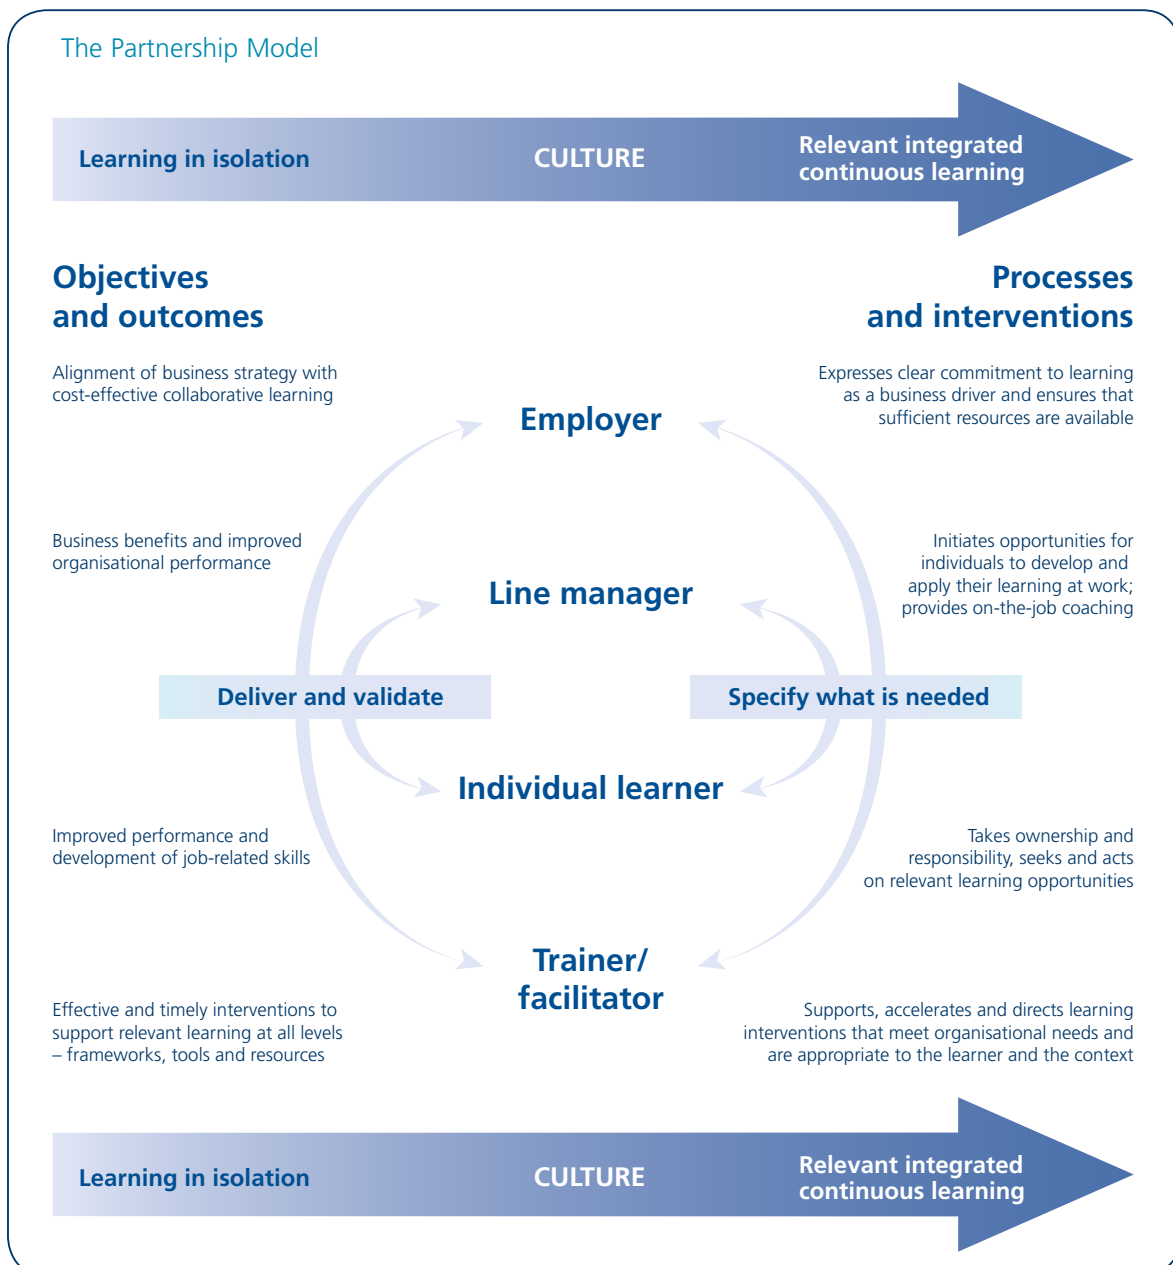 The Partnership Model
Learning in isolation
CULTURE
Relevant integrated
continuous learning
Objectives
and outcomes
Processes
and interventions
Alignment of business strategy with
cost-effective collaborative learning
Employer
Expresses clear commitment to learning
as a business driver and ensures that
sufficient resources are available
Business benefits and improved
organisational performance
Line manager
Initiates opportunities for
individuals to develop and
apply their learning at work;
provides on-the-job coaching
Deliver and validate
Specify what is needed
Individual learner
Improved performance and
development of job-related skills
Takes ownership and
responsibility, seeks and acts
on relevant learning opportunities
Trainer/
facilitator
Effective and timely interventions to
support relevant learning at all levels
– frameworks, tools and resources
Supports, accelerates and directs learning
interventions that meet organisational needs and
are appropriate to the learner and the context
Learning in isolation
CULTURE
Relevant integrated
continuous learning